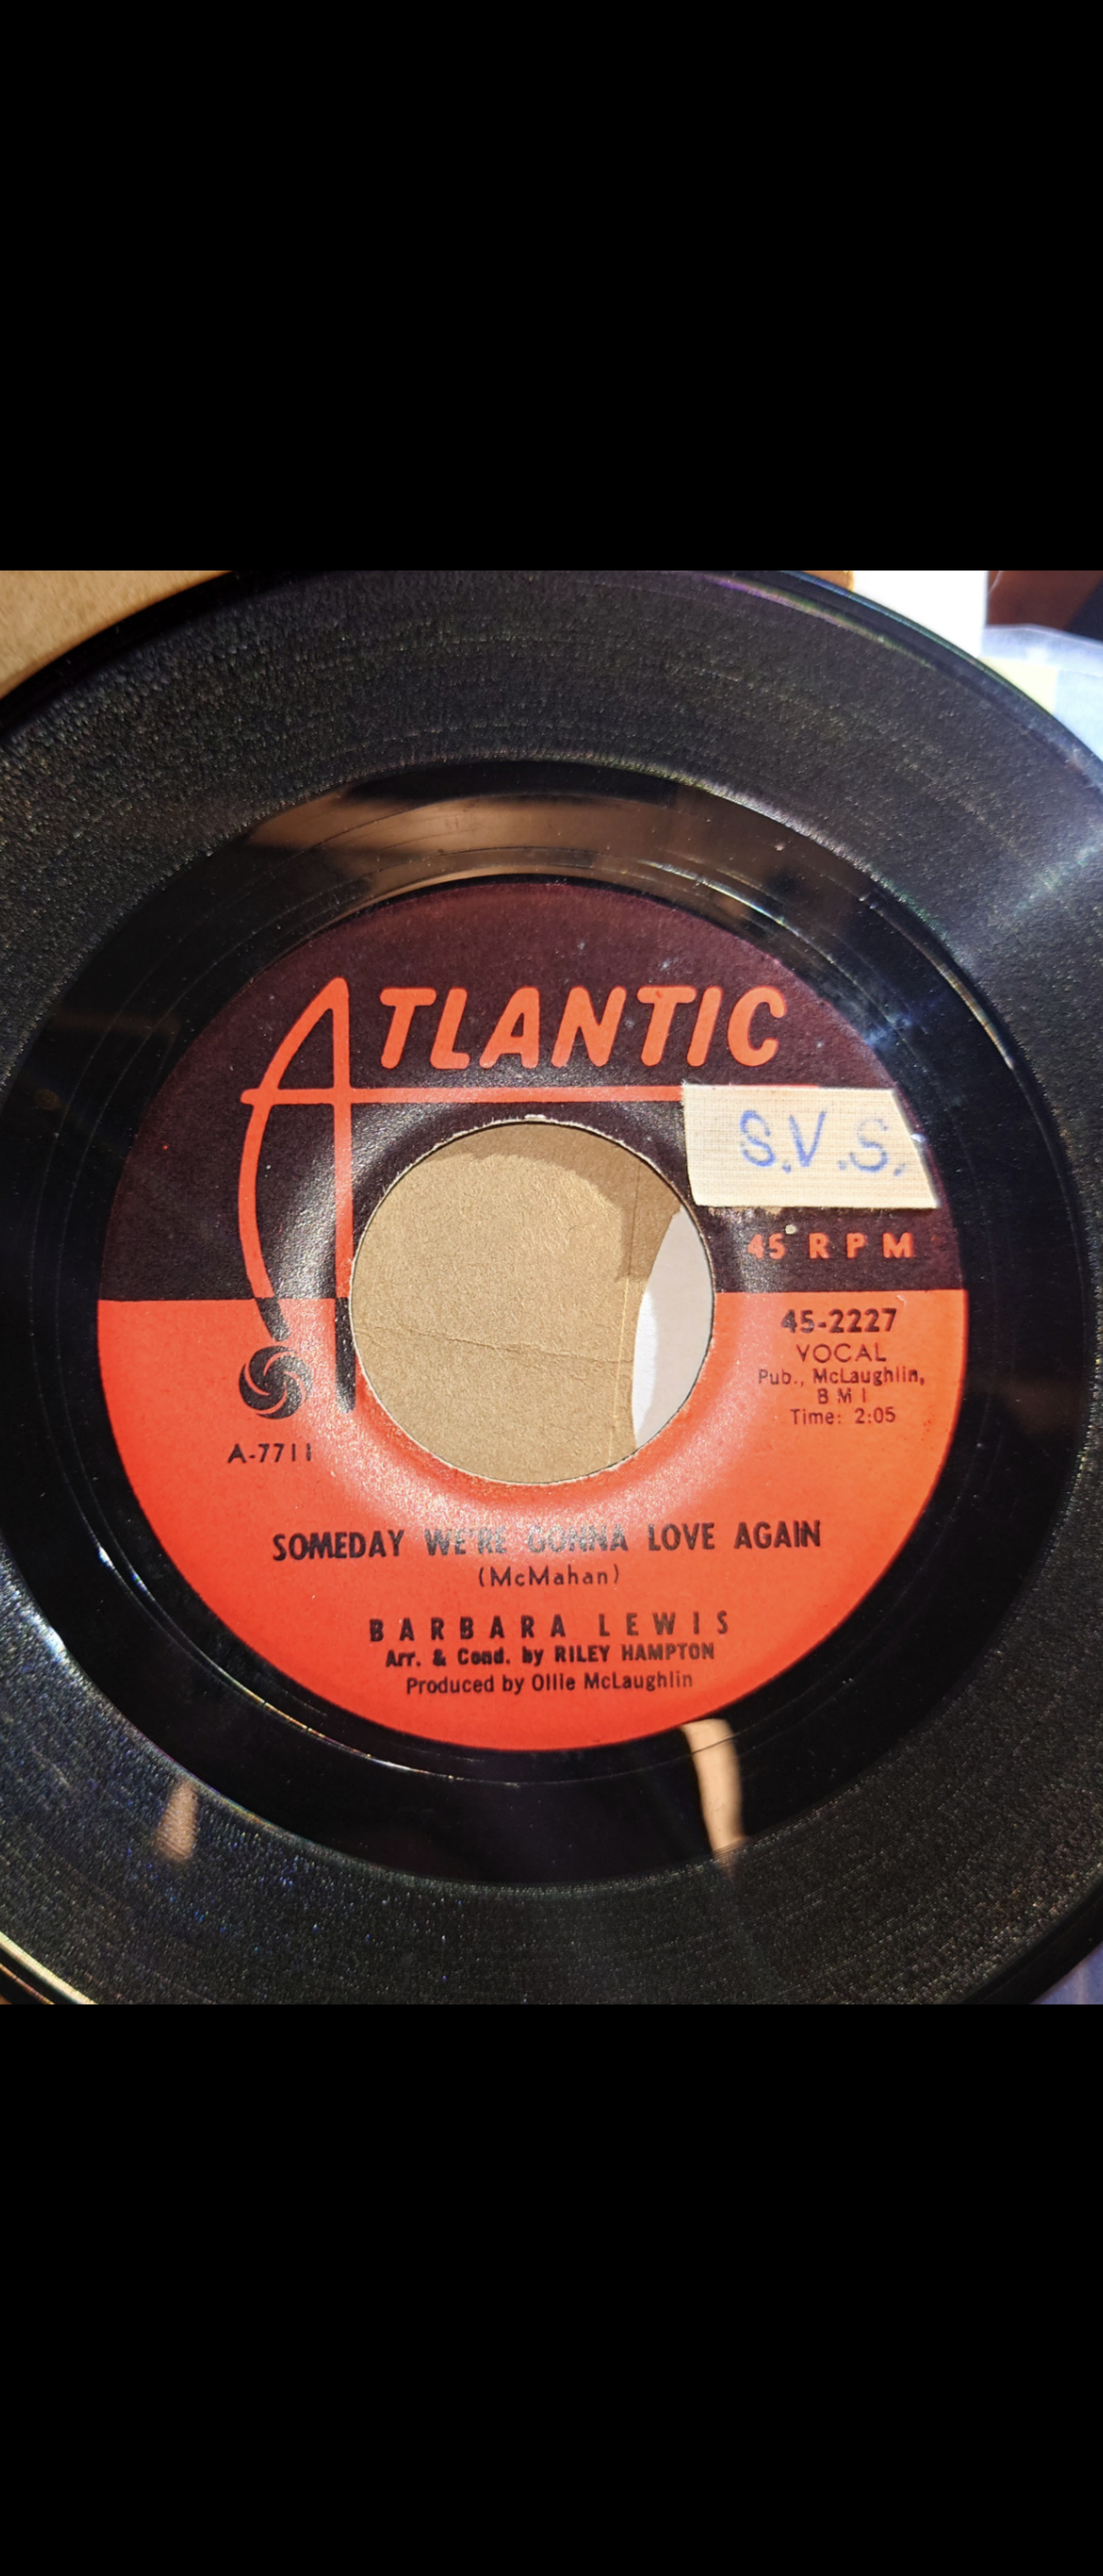 ATLANTIC
S.V.S.
45 RPM
45-2227
VOCAL
Pub., McLaughlin,
BMI
Time: 2:05
A-7711
SOMEDAY WE'RE GONNA LOVE AGAIN
(McMahan)
BARBARA LEWIS
Arr. & Cond. by RILEY HAMPTON
Produced by Ollie McLaughlin